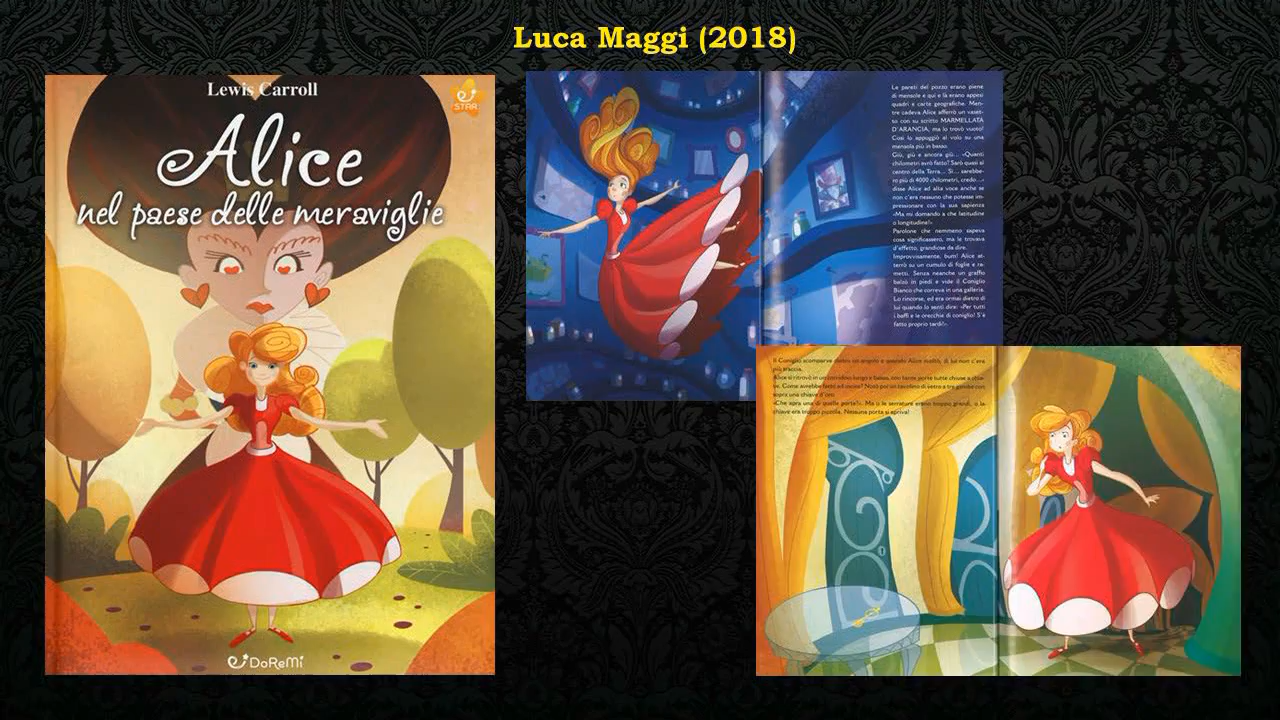 Luca Maggi (2018)
Lewis Carroll
STAR
Alice
nel paese delle meraviglie
DoReMi
Le pareti del pozzo erano piene
di mensole e qui e là erano appesi
quadri e carte geografiche. Men-
tre cadeva Alice afferrò un vaset-
to con su scritto MARMELLATA
D'ARANCIA, ma lo trovò vuoto!
Così lo appoggiò al volo su una
mensola più in basso.
Giù, giù e ancora giù... «Quanti
chilometri avrò fatto? Sarò quasi al
centro della Terra... Sì... sarebbe-
ro più di 4000 chilometri, credo...»
disse Alice ad alta voce anche se
non c'era nessuno che potesse im-
pressionare con la sua sapienza
«Ma mi domando a che latitudine
o longitudine!»
Parolone che nemmeno sapeva
cosa significassero, ma le trovava
d'effetto, grandiose da dire.
Improvvisamente, bum! Alice at-
terrò su un cumulo di foglie e ra-
metti. Senza neanche un graffio
balzò in piedi e vide il Coniglio
Bianco che correva in una galleria.
Lo rincorse, ed era ormai dietro di
lui quando lo sentì dire: «Per tutti
i baffi e le orecchie di coniglio! S'è
fatto proprio tardi!».
Il Coniglio scomparve dietro un angolo e quando Alice svoltò, di lui non c'era
più traccia.
Alice si ritrovò in un corridoio lungo e basso, con tante porte tutte chiuse a chia-
ve. Come avrebbe fatto ad uscire? Notò poi un tavolino di vetro a tre gambe con
sopra una chiave d'oro.
«Che apra una di quelle porte?». Ma o le serrature erano troppo grandi, o la
chiave era troppo piccola. Nessuna porta si apriva!